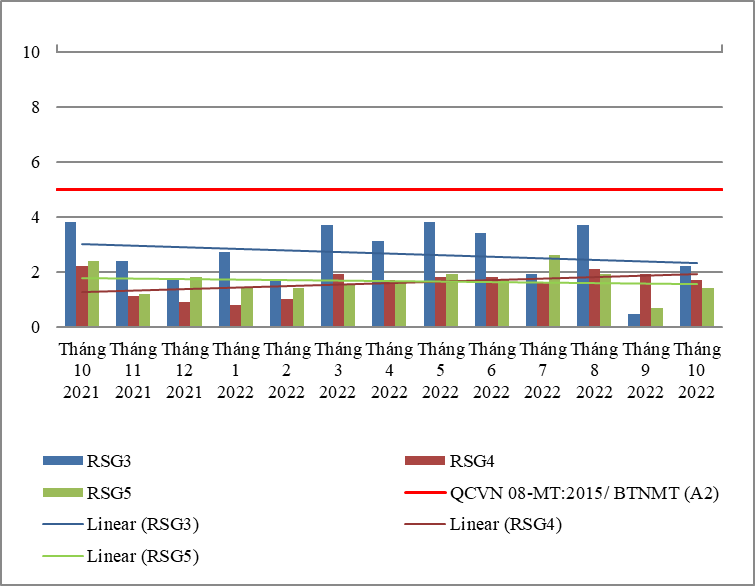 10
8
6
4
2
0
Tháng Tháng Tháng Tháng Tháng Tháng Tháng Tháng Tháng Tháng Tháng Tháng Tháng
10 11 12 1 2 3 4 5 6 7 8 9 10
2021 2021 2021 2022 2022 2022 2022 2022 2022 2022 2022 2022 2022
RSG3 RSG4
RSG5 QCVN 08-MT:2015/ BTNMT (A2)
Linear (RSG3) Linear (RSG4)
Linear (RSG5)